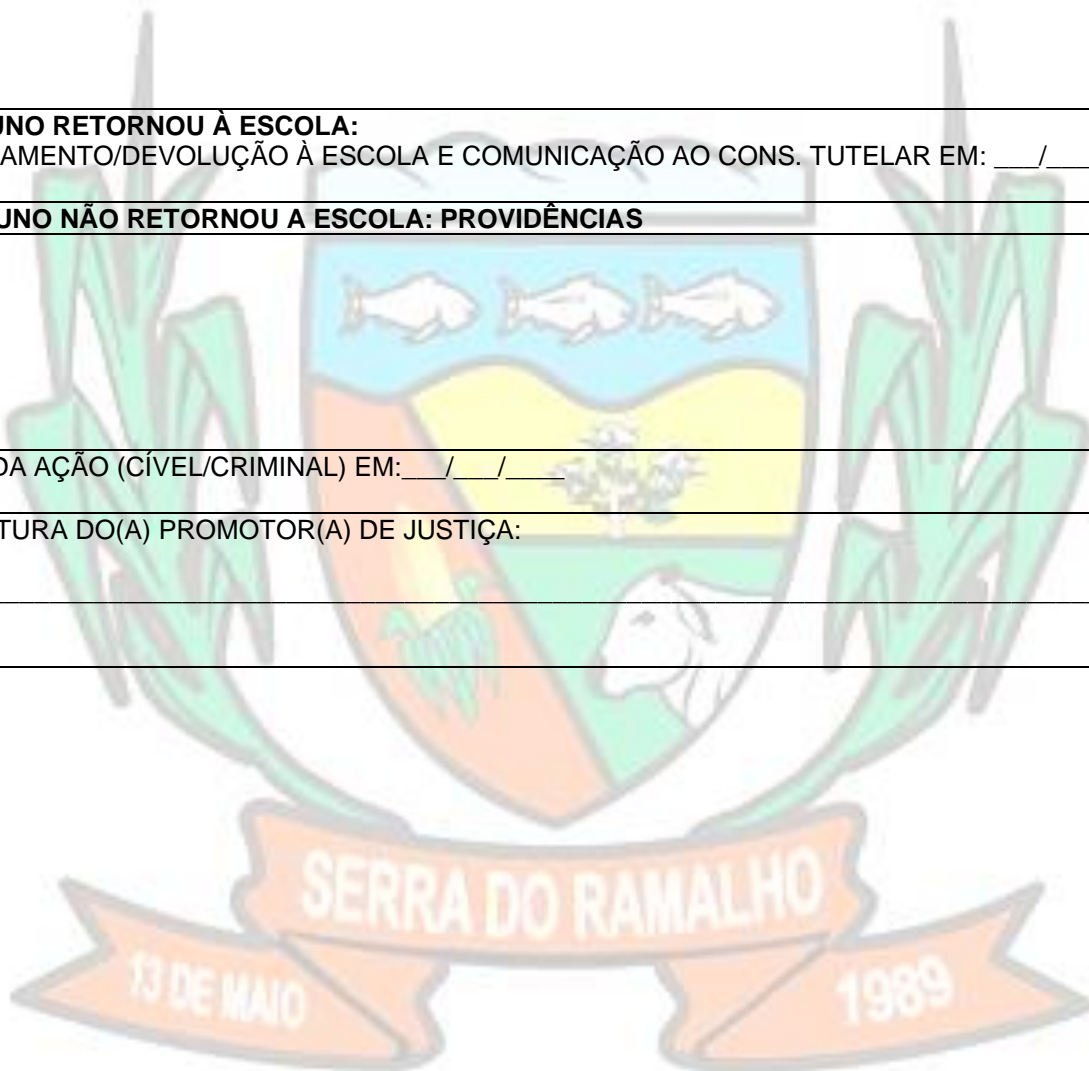 UNO RETORNOU À ESCOLA:
AMENTO/DEVOLUÇÃO À ESCOLA E COMUNICAÇÃO AO CONS. TUTELAR EM: ___/___
UNO NÃO RETORNOU A ESCOLA: PROVIDÊNCIAS
DA AÇÃO (CÍVEL/CRIMINAL) EM:___/___/____
TURA DO(A) PROMOTOR(A) DE JUSTIÇA:
SERRA DO RAMALHO
13 DE MAIO
1989